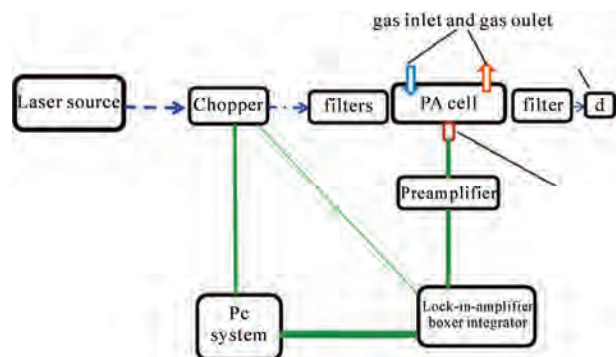 gas inlet and gas oulet
Laser source
Chopper
filters
PA cell
filter
d
Preamplifier
Pc
system
Lock-in-amplifier
boxer integrator